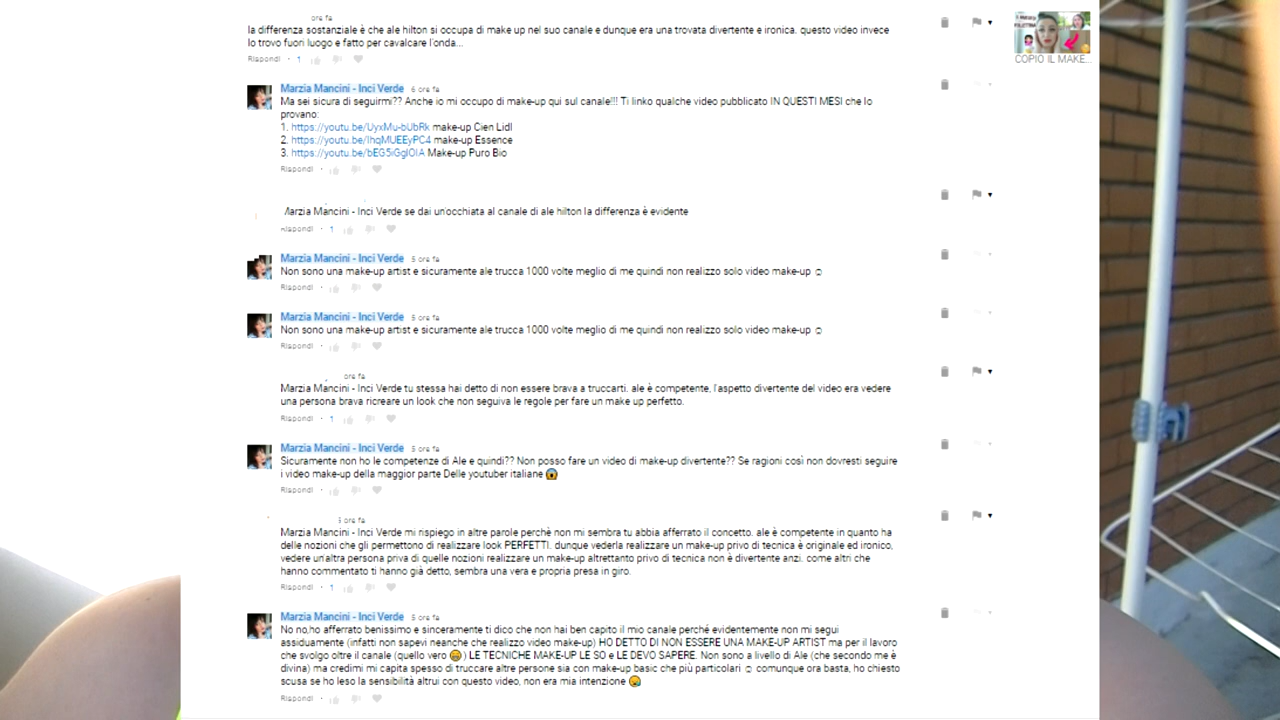 ore fa
la differenza sostanziale è che ale hilton si occupa di make up nel suo canale e dunque era una trovata divertente e ironica. questo video invece
lo trovo fuori luogo e fatto per cavalcare l'onda...
Rispondi · 1
COPIO IL MAKE...
Marzia Mancini - Inci Verde 6 ore fa
Ma sei sicura di seguirmi?? Anche io mi occupo di make-up qui sul canale!!! Ti linko qualche video pubblicato IN QUESTI MESI che lo
provano:
1. https://youtu.be/UyxMu-bUbRk make-up Cien Lidl
2. https://youtu.be/IhqMUEEyPC4 make-up Essence
3. https://youtu.be/bEG5iGglOIA Make-up Puro Bio
Rispondi ·
Marzia Mancini - Inci Verde se dai un'occhiata al canale di ale hilton la differenza è evidente
Rispondi · 1
Marzia Mancini - Inci Verde 5 ore fa
Non sono una make-up artist e sicuramente ale trucca 1000 volte meglio di me quindi non realizzo solo video make-up ☺
Rispondi ·
Marzia Mancini - Inci Verde 5 ore fa
Non sono una make-up artist e sicuramente ale trucca 1000 volte meglio di me quindi non realizzo solo video make-up ☺
Rispondi ·
ore fa
Marzia Mancini - Inci Verde tu stessa hai detto di non essere brava a truccarti. ale è competente, l'aspetto divertente del video era vedere
una persona brava ricreare un look che non seguiva le regole per fare un make up perfetto.
Rispondi · 1
Marzia Mancini - Inci Verde 5 ore fa
Sicuramente non ho le competenze di Ale e quindi?? Non posso fare un video di make-up divertente?? Se ragioni così non dovresti seguire
i video make-up della maggior parte Delle youtuber italiane 😱
Rispondi ·
ore fa
Marzia Mancini - Inci Verde mi rispiego in altre parole perchè non mi sembra tu abbia afferrato il concetto. ale è competente in quanto ha
delle nozioni che gli permettono di realizzare look PERFETTI. dunque vederla realizzare un make-up privo di tecnica è originale ed ironico,
vedere un'altra persona priva di quelle nozioni realizzare un make-up altrettanto privo di tecnica non è divertente anzi. come altri che
hanno commentato ti hanno già detto, sembra una vera e propria presa in giro.
Rispondi · 1
Marzia Mancini - Inci Verde 5 ore fa
No no,ho afferrato benissimo e sinceramente ti dico che non hai ben capito il mio canale perché evidentemente non mi segui
assiduamente (infatti non sapevi neanche che realizzo video make-up) HO DETTO DI NON ESSERE UNA MAKE-UP ARTIST ma per il lavoro
che svolgo oltre il canale (quello vero 😄) LE TECNICHE MAKE-UP LE SO e LE DEVO SAPERE. Non sono a livello di Ale (che secondo me è
divina) ma credimi mi capita spesso di truccare altre persone sia con make-up basic che più particolari ☺ comunque ora basta, ho chiesto
scusa se ho leso la sensibilità altrui con questo video, non era mia intenzione 😭
Rispondi ·